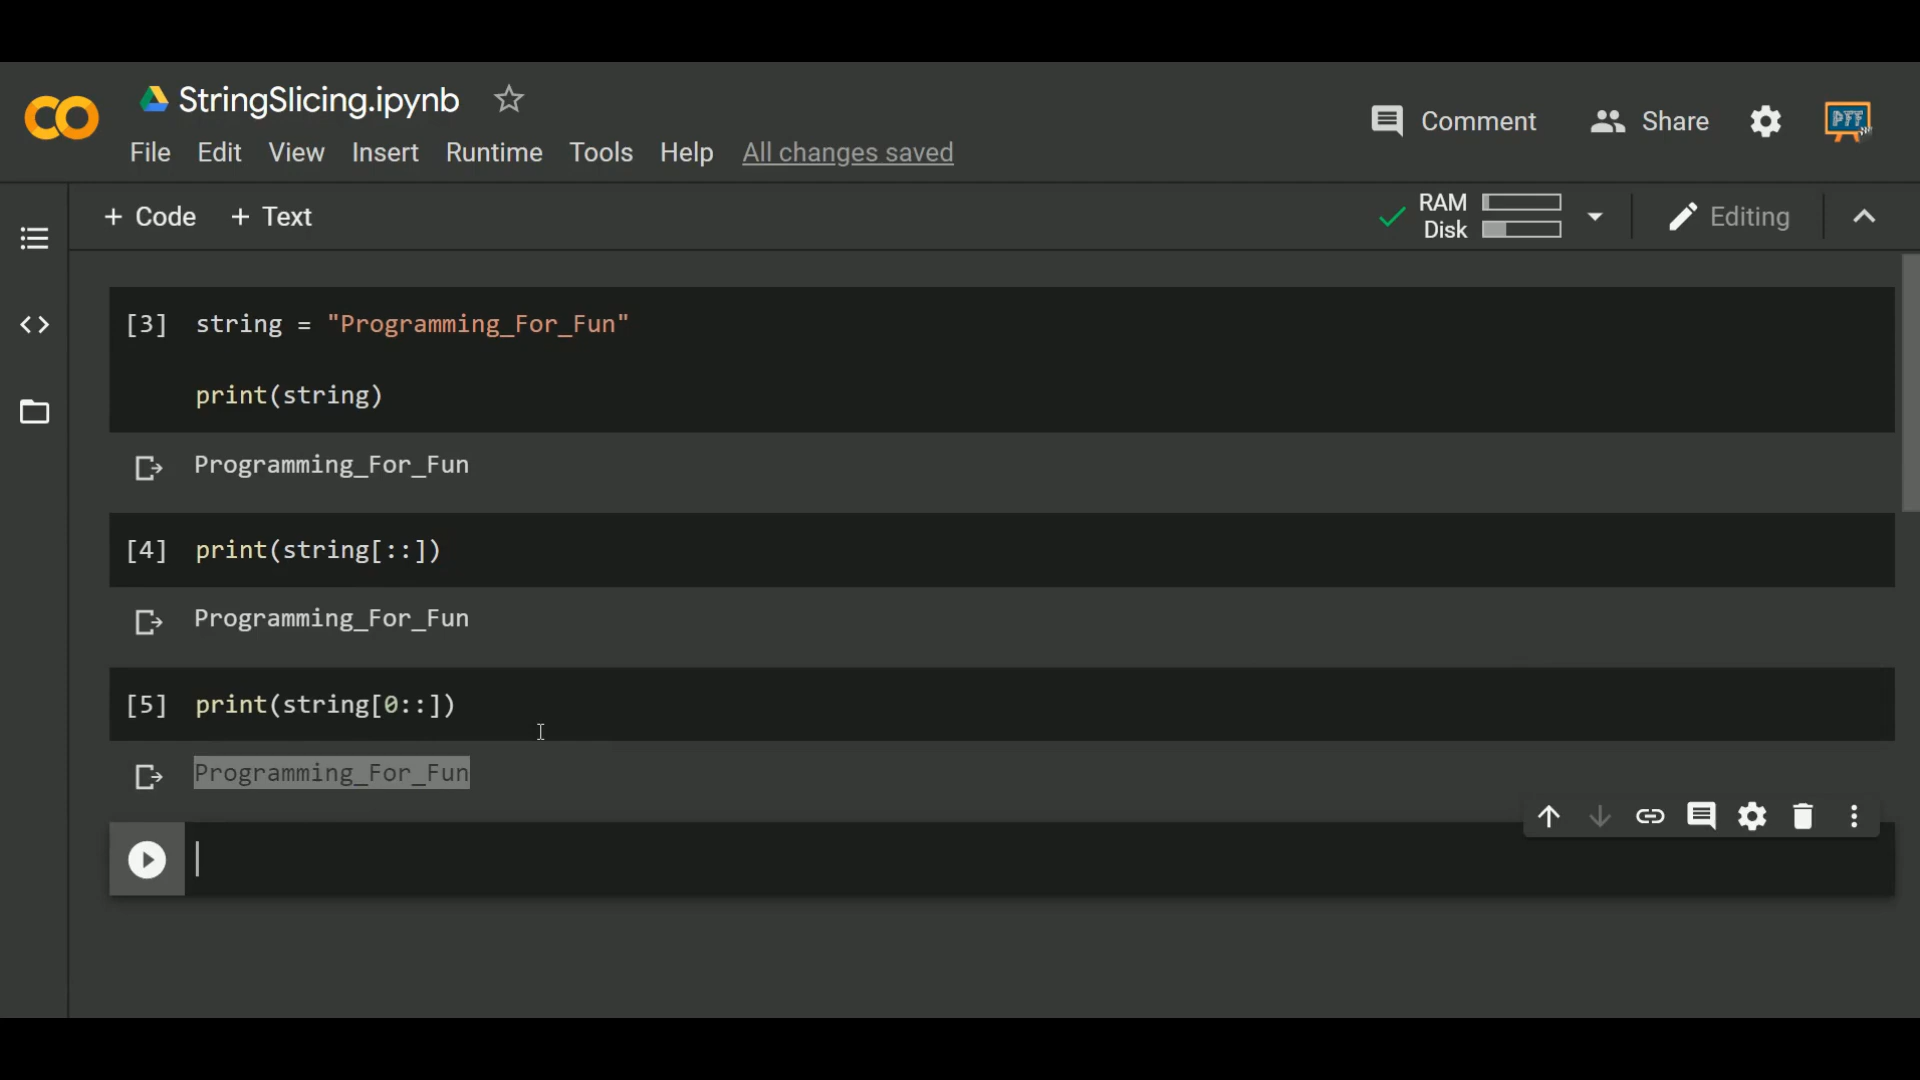 StringSlicing.ipynb
File Edit View Insert Runtime Tools Help All changes saved
Comment Share PFF
+ Code + Text
RAM
Disk
Editing
[3] string = "Programming_For_Fun"
print(string)
Programming_For_Fun
[4] print(string[::])
Programming_For_Fun
[5] print(string[0::])
Programming_For_Fun